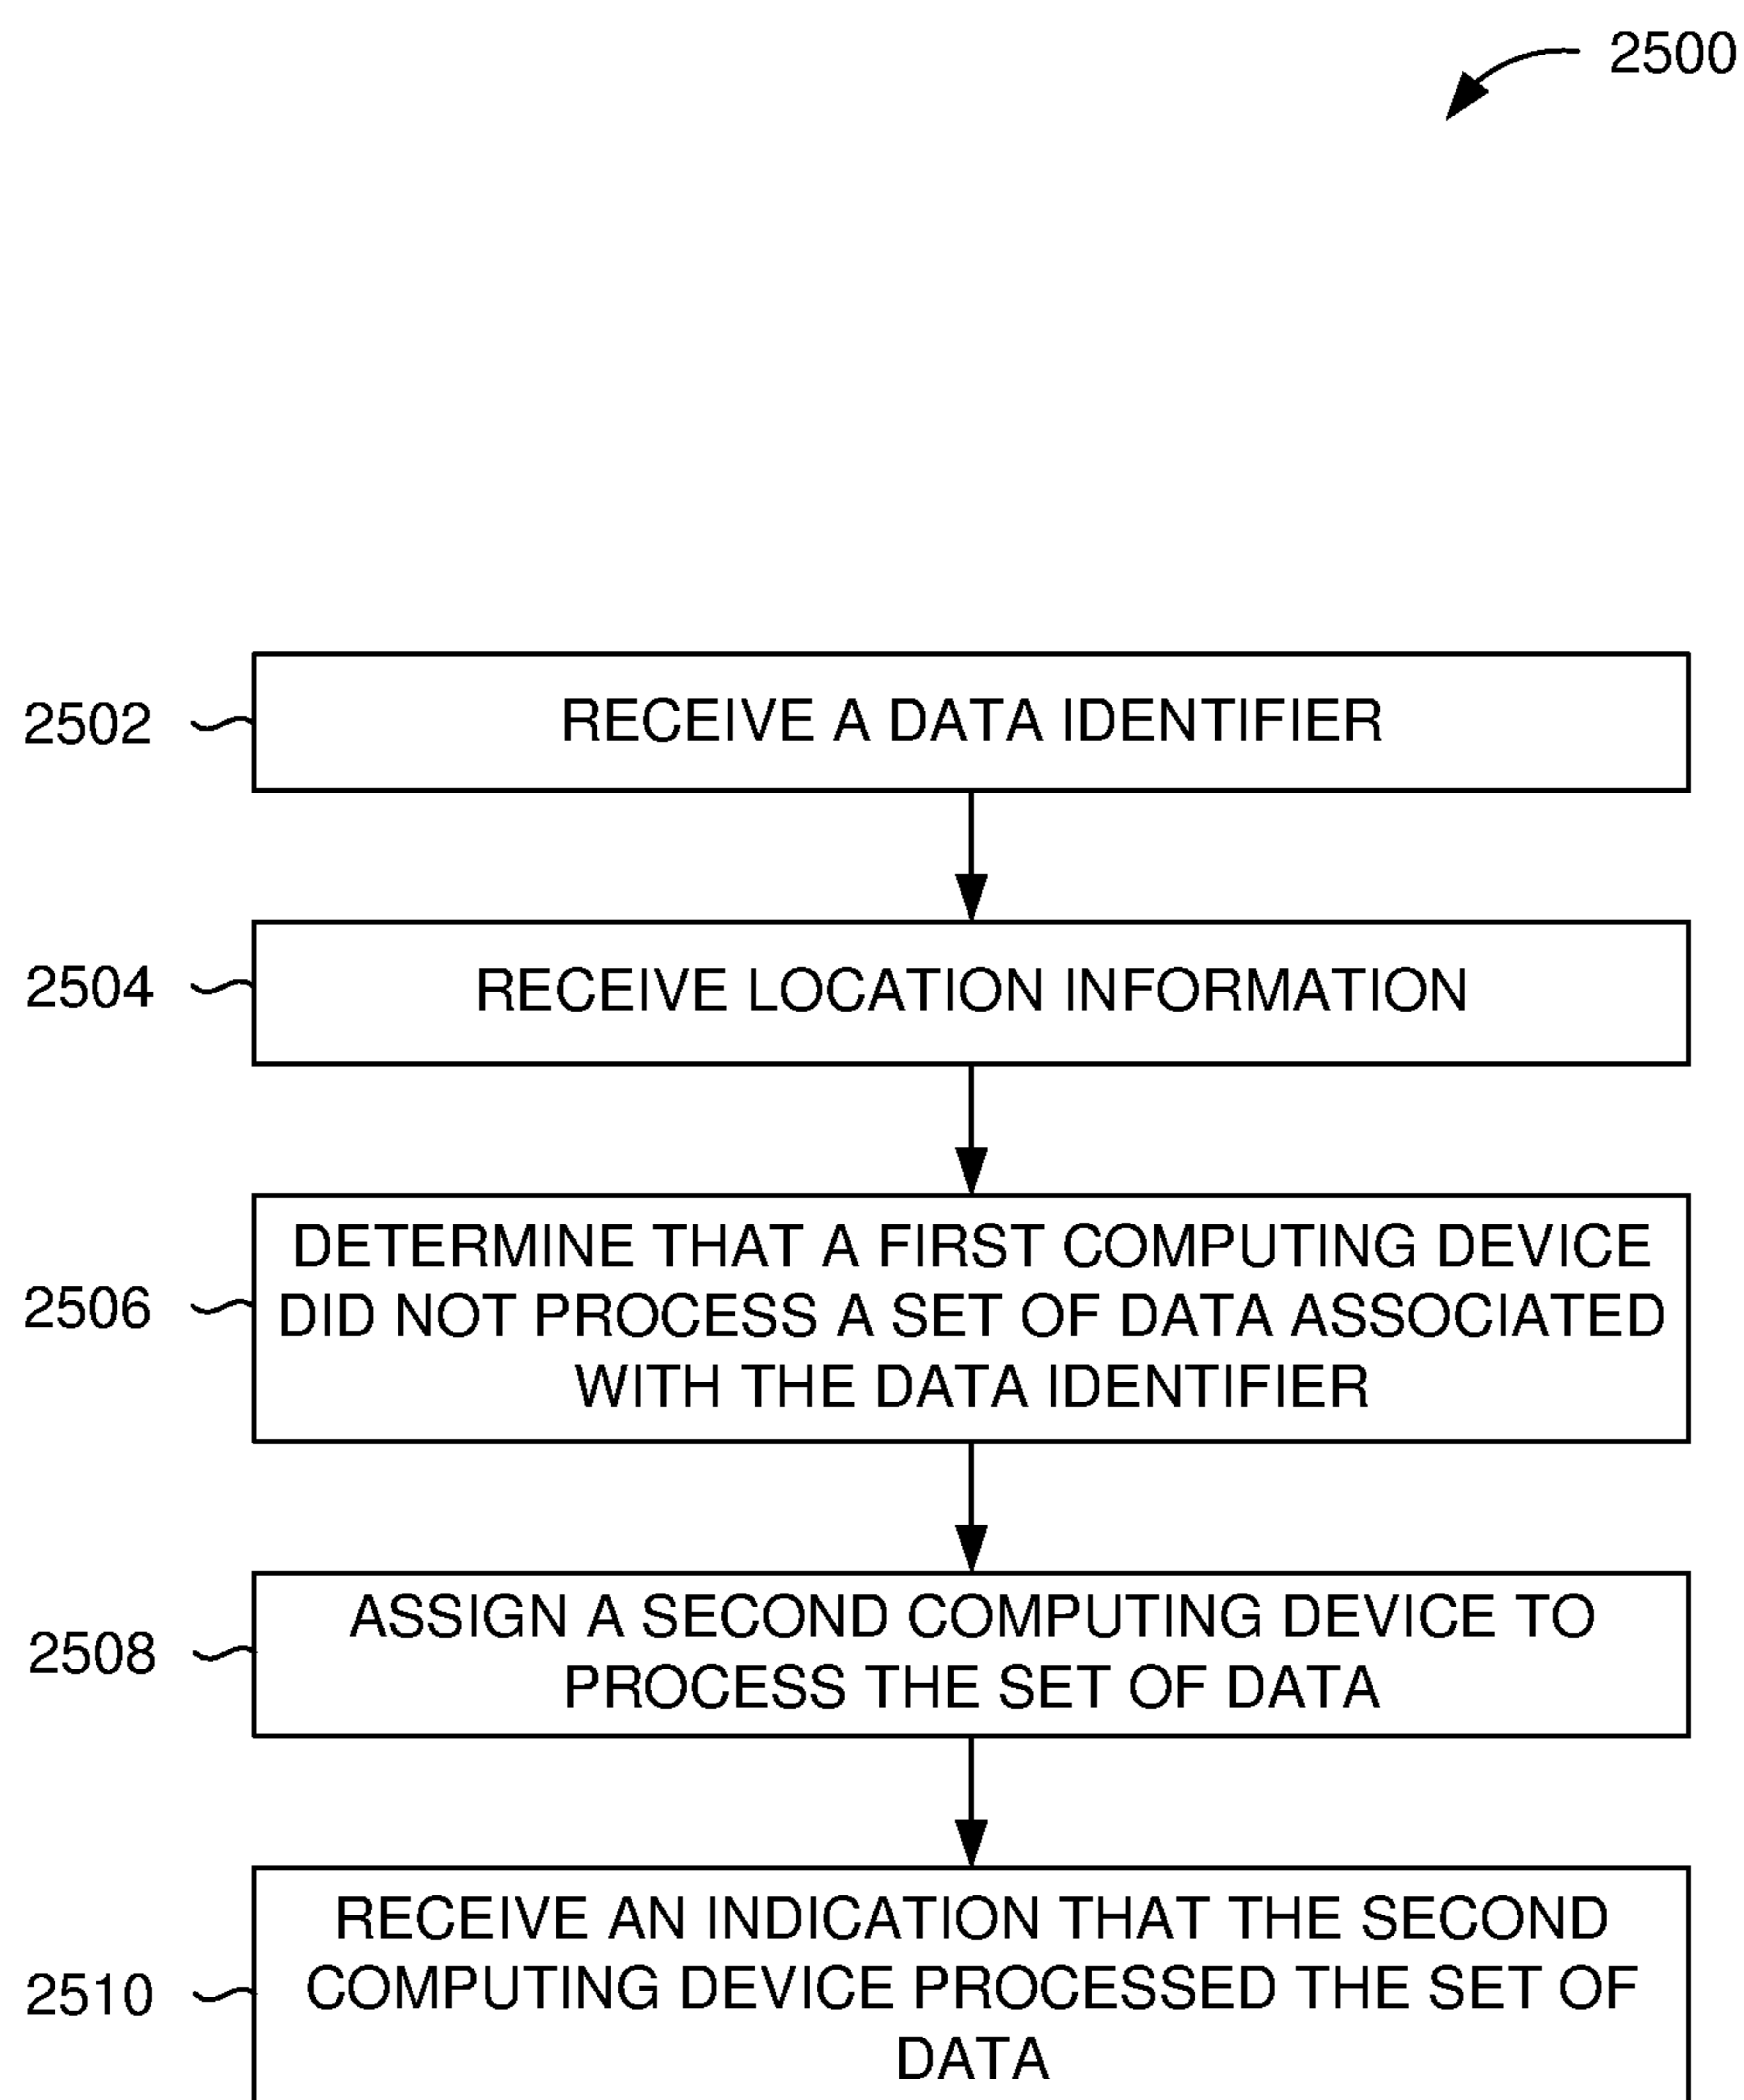 2500
2502
RECEIVE A DATA IDENTIFIER
2504
RECEIVE LOCATION INFORMATION
2506
DETERMINE THAT A FIRST COMPUTING DEVICE
DID NOT PROCESS A SET OF DATA ASSOCIATED
WITH THE DATA IDENTIFIER
2508
ASSIGN A SECOND COMPUTING DEVICE TO
PROCESS THE SET OF DATA
2510
RECEIVE AN INDICATION THAT THE SECOND
COMPUTING DEVICE PROCESSED THE SET OF
DATA